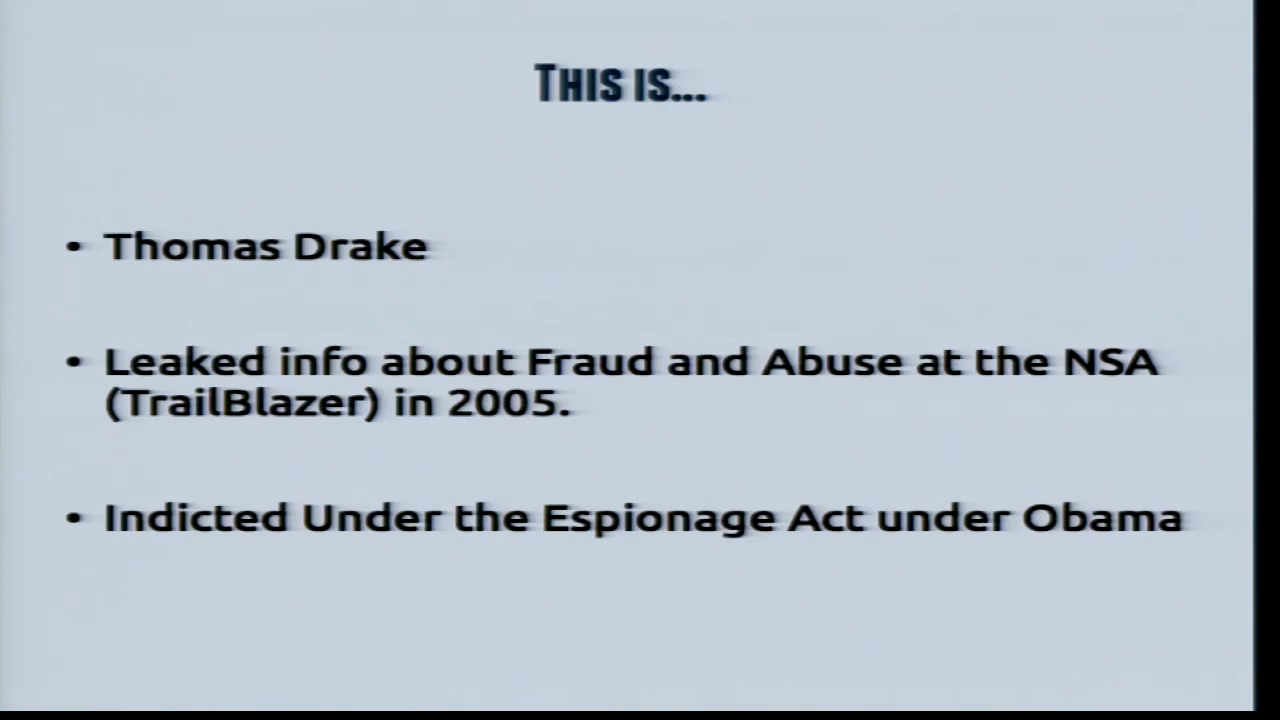 THIS IS...
• Thomas Drake
• Leaked info about Fraud and Abuse at the NSA
(TrailBlazer) in 2005.
• Indicted Under the Espionage Act under Obama